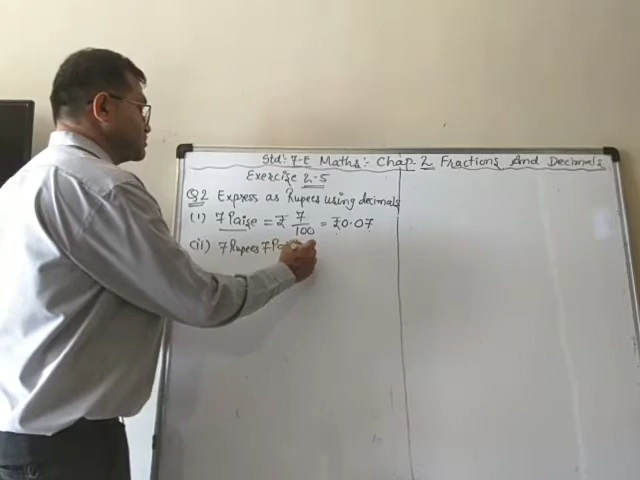 Std:- 7-E Maths:- Chap. 2 Fractions And Decimals
Exercise 2.5
Q.2 Express as Rupees using decimals
(i) 7 Paise = ₹ 7/100 = ₹0.07
(ii) 7 Rupees 7